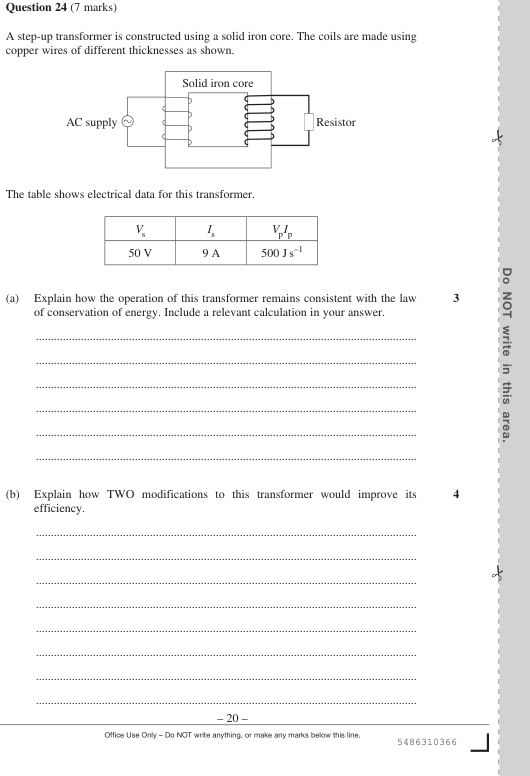 Question 24 (7 marks)
A step-up transformer is constructed using a solid iron core. The coils are made using
copper wires of different thicknesses as shown.
Solid iron core
AC supply
Resistor
The table shows electrical data for this transformer.
Vs Is VpIp
50 V 9 A 500 J s⁻¹
(a) Explain how the operation of this transformer remains consistent with the law 3
of conservation of energy. Include a relevant calculation in your answer.
(b) Explain how TWO modifications to this transformer would improve its 4
efficiency.
– 20 –
Office Use Only – Do NOT write anything, or make any marks below this line.
5486310366
Do NOT write in this area.